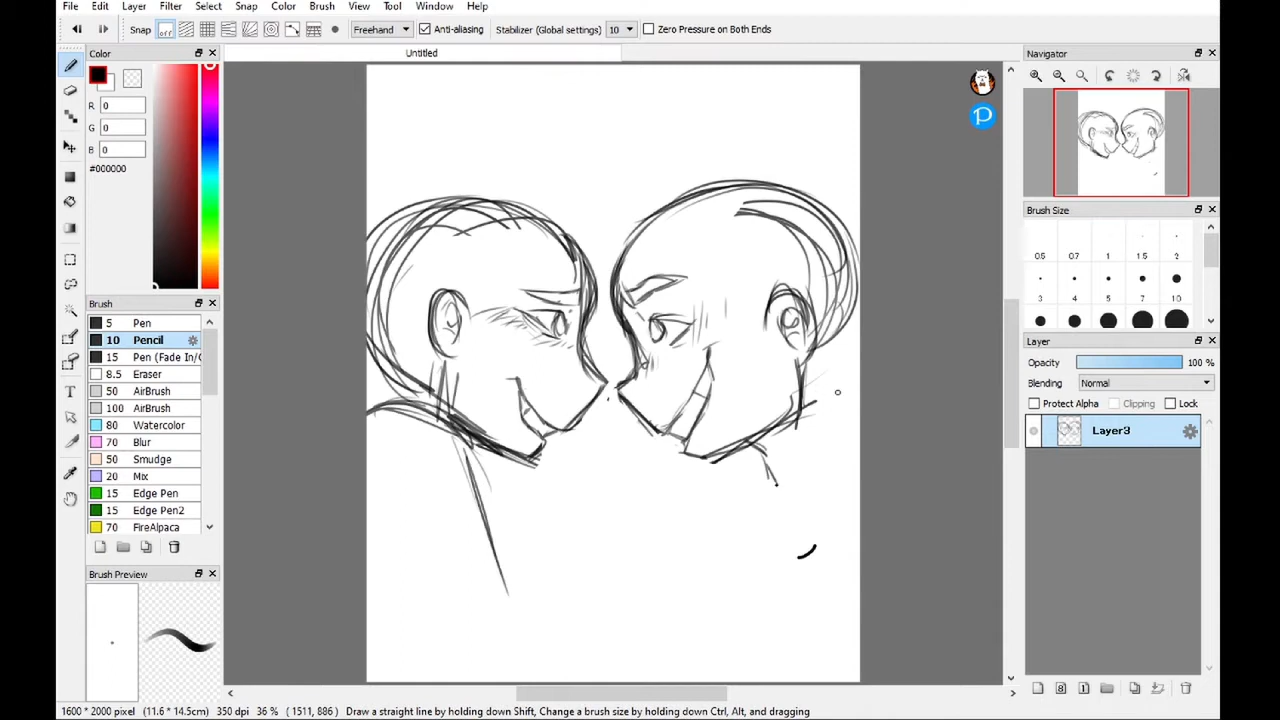 File Edit Layer Filter Select Snap Color Brush View Tool Window Help
Snap off Freehand Anti-aliasing Stabilizer (Global settings) 10 Zero Pressure on Both Ends
Color
Untitled
Navigator
R 0
G 0
B 0
#000000
Brush Size
0.5 0.7 1 1.5 2
3 4 5 7 10
Brush
5 Pen
10 Pencil
15 Pen (Fade In/O
8.5 Eraser
50 AirBrush
100 AirBrush
80 Watercolor
70 Blur
50 Smudge
20 Mix
15 Edge Pen
15 Edge Pen2
70 FireAlpaca
Layer
Opacity 100 %
Blending Normal
Protect Alpha Clipping Lock
Layer3
Brush Preview
1600 * 2000 pixel (11.6 * 14.5cm) 350 dpi 36 % ( 1511, 886 ) Draw a straight line by holding down Shift, Change a brush size by holding down Ctrl, Alt, and dragging